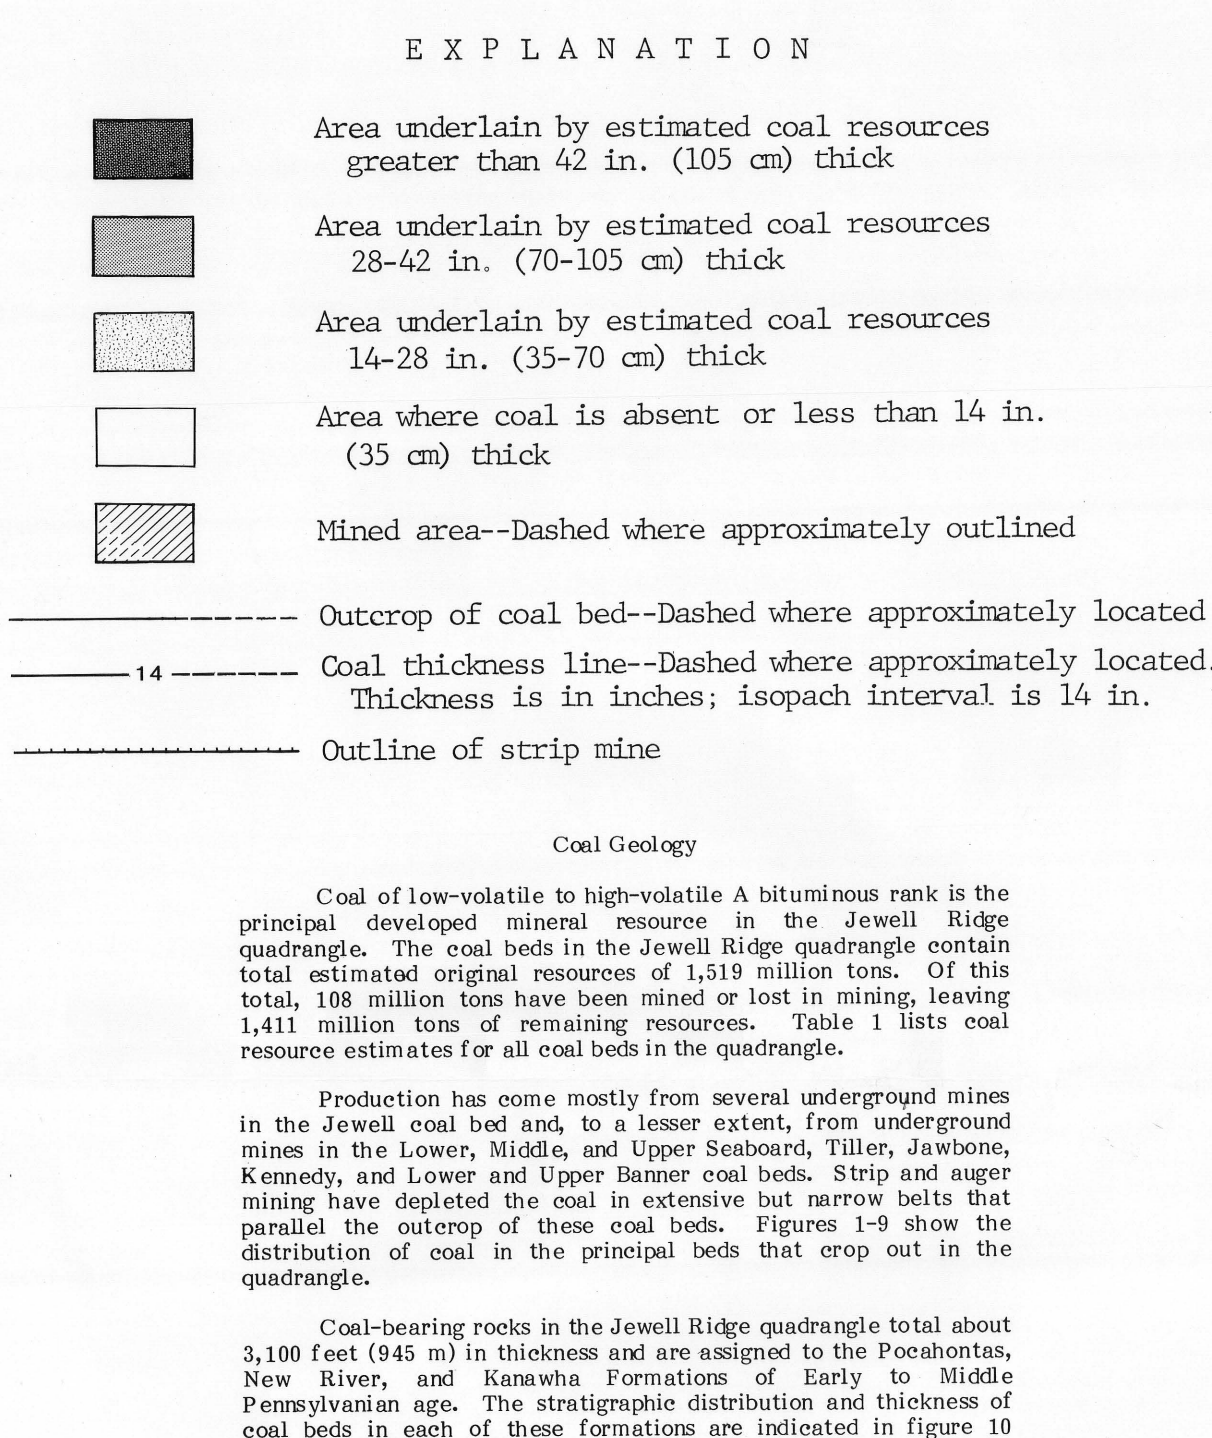 E X P L A N A T I O N
Area underlain by estimated coal resources
greater than 42 in. (105 cm) thick
Area underlain by estimated coal resources
28-42 in. (70-105 cm) thick
Area underlain by estimated coal resources
14-28 in. (35-70 cm) thick
Area where coal is absent or less than 14 in.
(35 cm) thick
Mined area--Dashed where approximately outlined
Outcrop of coal bed--Dashed where approximately located
14 Coal thickness line--Dashed where approximately located.
Thickness is in inches; isopach interval is 14 in.
Outline of strip mine
Coal Geology
Coal of low-volatile to high-volatile A bituminous rank is the
principal developed mineral resource in the Jewell Ridge
quadrangle. The coal beds in the Jewell Ridge quadrangle contain
total estimated original resources of 1,519 million tons. Of this
total, 108 million tons have been mined or lost in mining, leaving
1,411 million tons of remaining resources. Table 1 lists coal
resource estimates for all coal beds in the quadrangle.
Production has come mostly from several underground mines
in the Jewell coal bed and, to a lesser extent, from underground
mines in the Lower, Middle, and Upper Seaboard, Tiller, Jawbone,
Kennedy, and Lower and Upper Banner coal beds. Strip and auger
mining have depleted the coal in extensive but narrow belts that
parallel the outcrop of these coal beds. Figures 1-9 show the
distribution of coal in the principal beds that crop out in the
quadrangle.
Coal-bearing rocks in the Jewell Ridge quadrangle total about
3,100 feet (945 m) in thickness and are assigned to the Pocahontas,
New River, and Kanawha Formations of Early to Middle
Pennsylvanian age. The stratigraphic distribution and thickness of
coal beds in each of these formations are indicated in figure 10